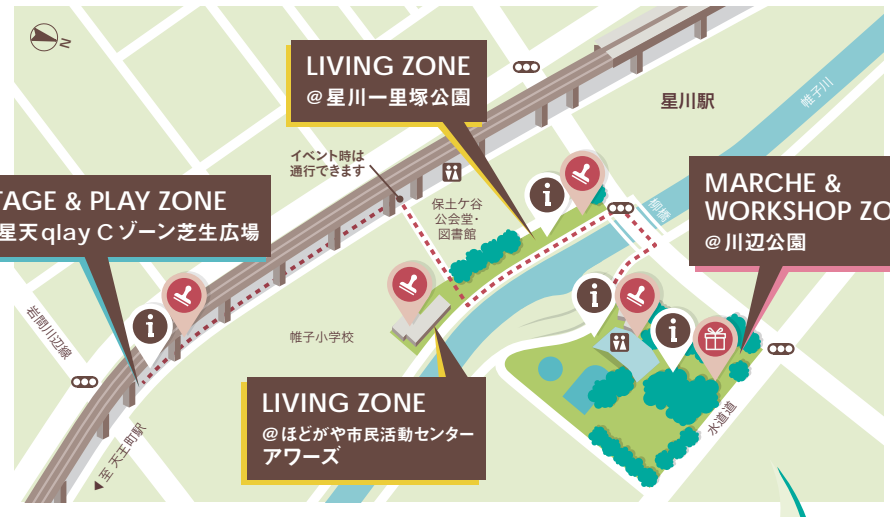 N
LIVING ZONE
@星川一里塚公園
星川駅
帷子川
イベント時は
通行できます
保土ケ谷
公会堂・
図書館
柳橋
TAGE & PLAY ZONE
星天qlay Cゾーン芝生広場
MARCHE &
WORKSHOP ZO
@川辺公園
岩間川辺線
帷子小学校
LIVING ZONE
@ほどがや市民活動センター
アワーズ
水道道
◀至 天王町駅